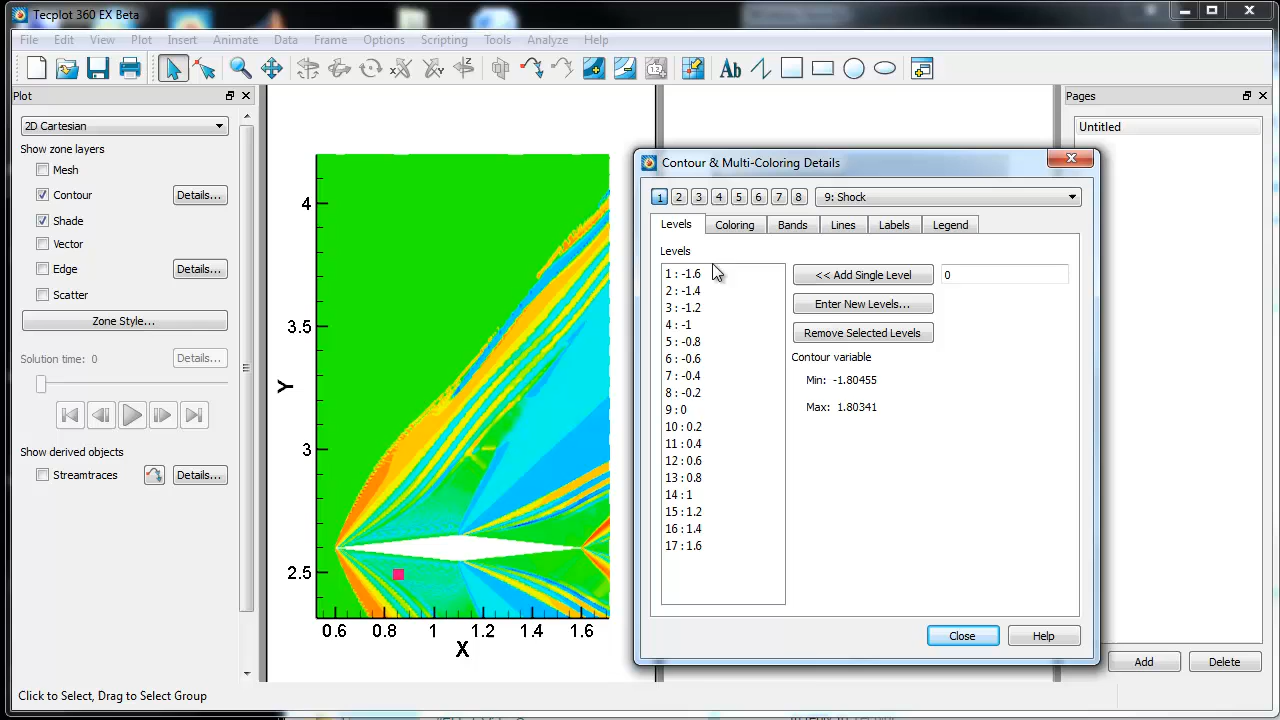 Tecplot 360 EX Beta
File Edit View Plot Insert Animate Data Frame Options Scripting Tools Analyze Help
Plot
2D Cartesian
Show zone layers
Mesh
Contour Details...
Shade
Vector
Edge Details...
Scatter
Zone Style...
Solution time: 0 Details...
Show derived objects
Streamtraces Details...
Click to Select, Drag to Select Group
4
3.5
3
2.5
Y
0.6 0.8 1 1.2 1.4 1.6
X
Contour & Multi-Coloring Details
1 2 3 4 5 6 7 8 9: Shock
Levels Coloring Bands Lines Labels Legend
Levels
1 : -1.6
2 : -1.4
3 : -1.2
4 : -1
5 : -0.8
6 : -0.6
7 : -0.4
8 : -0.2
9 : 0
10 : 0.2
11 : 0.4
12 : 0.6
13 : 0.8
14 : 1
15 : 1.2
16 : 1.4
17 : 1.6
<< Add Single Level 0
Enter New Levels...
Remove Selected Levels
Contour variable
Min: -1.80455
Max: 1.80341
Close Help
Pages
Untitled
Add Delete
Ab